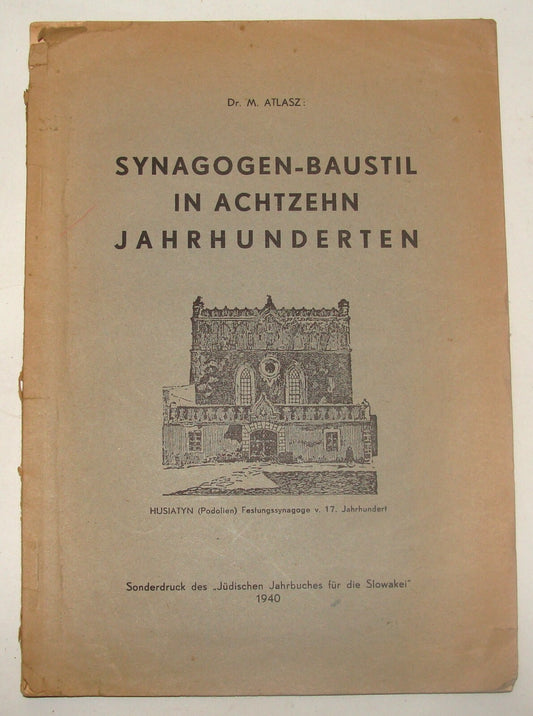 Dr. M. ATLASZ:
SYNAGOGEN-BAUSTIL
IN ACHTZEHN
JAHRHUNDERTEN
HUSIATYN (Podolien) Festungssynagoge v. 17. Jahrhundert
Sonderdruck des „Jüdischen Jahrbuches für die Slowakei"
1940